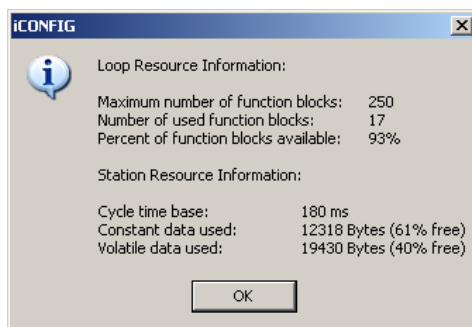 iCONFIG
Loop Resource Information:
Maximum number of function blocks: 250
Number of used function blocks: 17
Percent of function blocks available: 93%
Station Resource Information:
Cycle time base: 180 ms
Constant data used: 12318 Bytes (61% free)
Volatile data used: 19430 Bytes (40% free)
OK